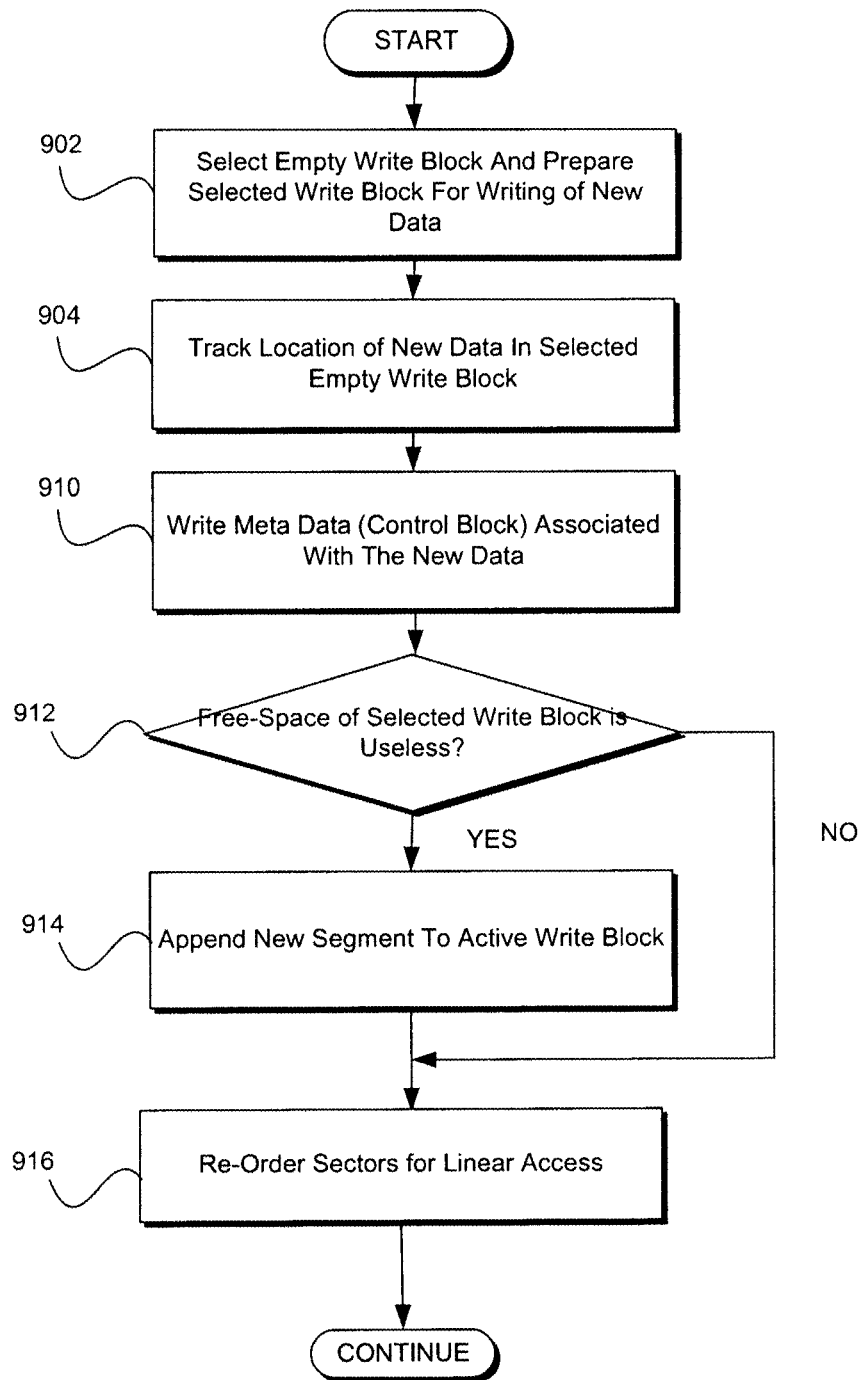 START
902
Select Empty Write Block And Prepare
Selected Write Block For Writing of New
Data
904
Track Location of New Data In Selected
Empty Write Block
910
Write Meta Data (Control Block) Associated
With The New Data
912
Free-Space of Selected Write Block is
Useless?
YES
NO
914
Append New Segment To Active Write Block
916
Re-Order Sectors for Linear Access
CONTINUE